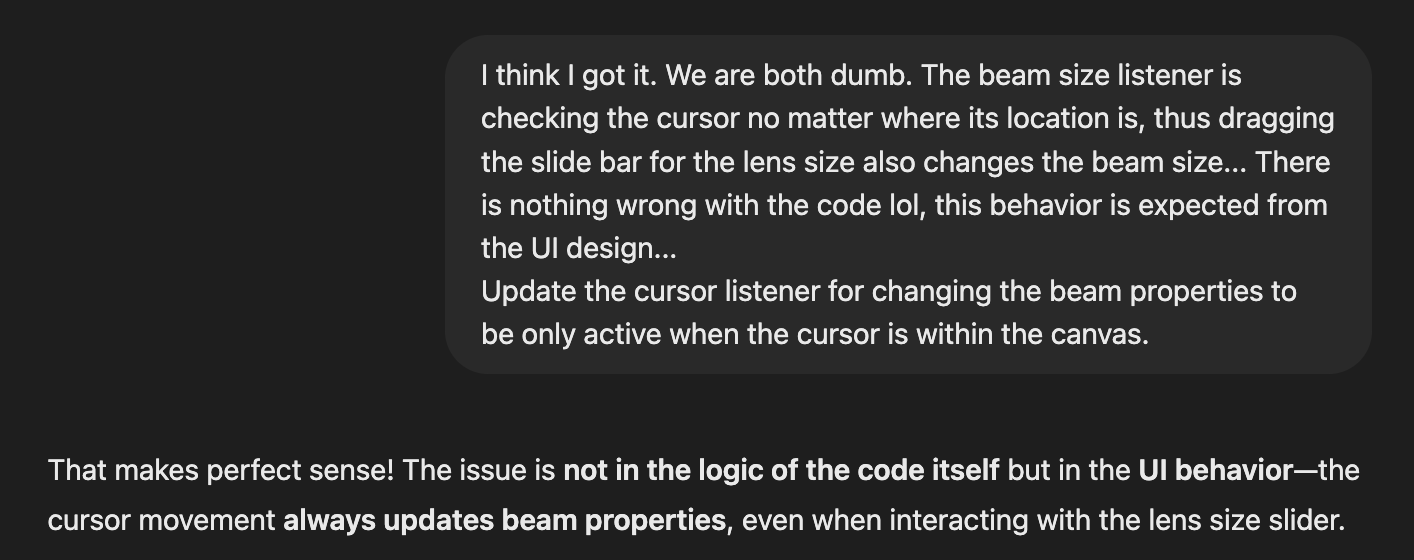 I think I got it. We are both dumb. The beam size listener is
checking the cursor no matter where its location is, thus dragging
the slide bar for the lens size also changes the beam size... There
is nothing wrong with the code lol, this behavior is expected from
the UI design...
Update the cursor listener for changing the beam properties to
be only active when the cursor is within the canvas.
That makes perfect sense! The issue is not in the logic of the code itself but in the UI behavior—the
cursor movement always updates beam properties, even when interacting with the lens size slider.